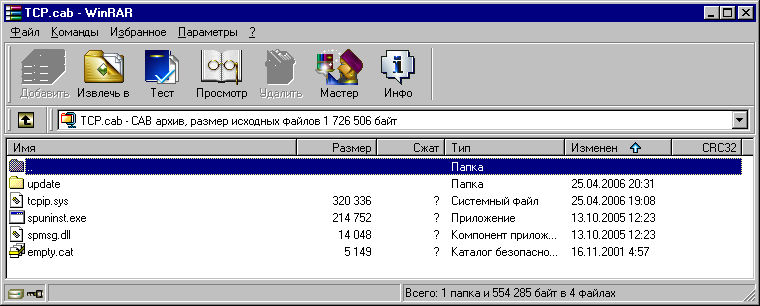 TCP.cab - WinRAR
Файл Команды Избранное Параметры ?
Добавить Извлечь в Тест Просмотр Удалить Мастер Инфо
TCP.cab - CAB архив, размер исходных файлов 1 726 506 байт
Имя Размер Сжат Тип Изменен CRC32
.. Папка
update Папка 25.04.2006 20:31
tcpip.sys 320 336 ? Системный файл 25.04.2006 19:08
spuninst.exe 214 752 ? Приложение 13.10.2005 12:23
spmsg.dll 14 048 ? Компонент прилож... 13.10.2005 12:23
empty.cat 5 149 ? Каталог безопасно... 16.11.2001 4:57
Всего: 1 папка и 554 285 байт в 4 файлах